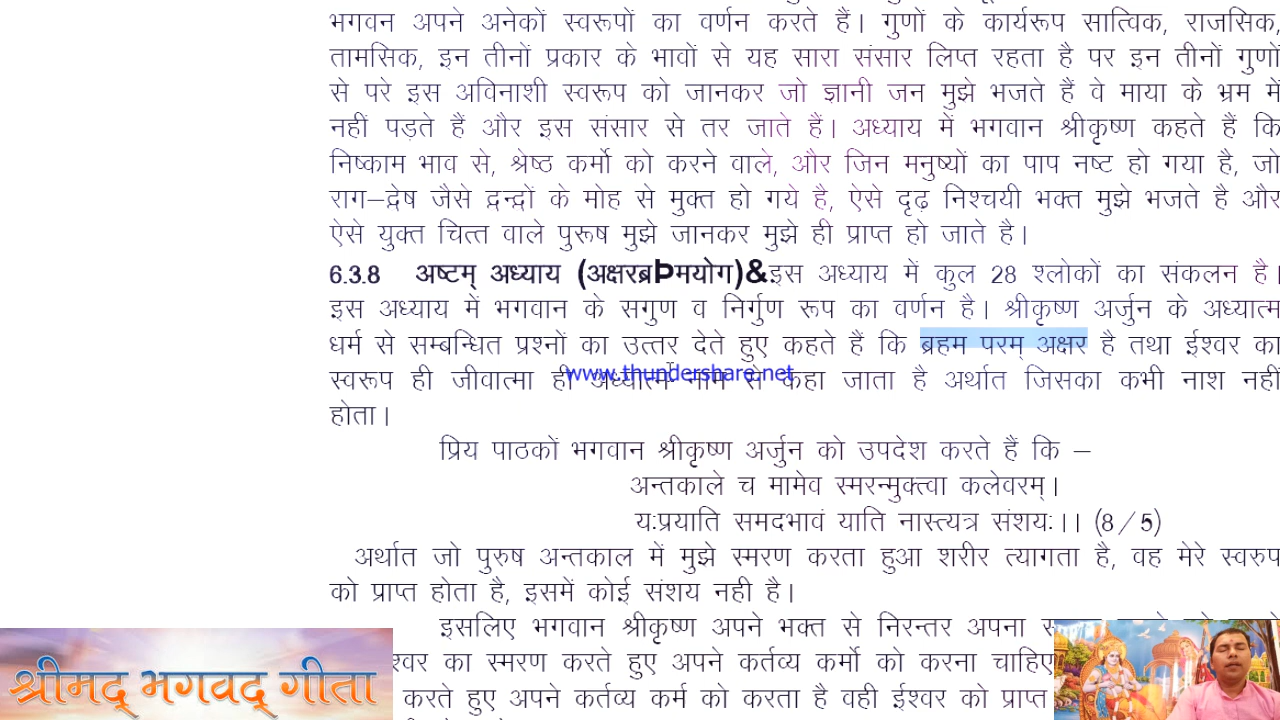 भगवन अपने अनेकों स्वरूपों का वर्णन करते हैं। गुणों के कार्यरूप सात्विक, राजसिक,
तामसिक, इन तीनों प्रकार के भावों से यह सारा संसार लिप्त रहता है पर इन तीनों गुणों
से परे इस अविनाशी स्वरूप को जानकर जो ज्ञानी जन मुझे भजते हैं वे माया के भ्रम में
नहीं पड़ते हैं और इस संसार से तर जाते हैं। अध्याय में भगवान श्रीकृष्ण कहते हैं कि
निष्काम भाव से, श्रेष्ठ कर्मो को करने वाले, और जिन मनुष्यों का पाप नष्ट हो गया है, जो
राग–द्वेष जैसे द्वन्द्वों के मोह से मुक्त हो गये है, ऐसे दृढ़ निश्चयी भक्त मुझे भजते है और
ऐसे युक्त चित्त वाले पुरूष मुझे जानकर मुझे ही प्राप्त हो जाते है।
6.3.8 अष्टम् अध्याय (अक्षरब्रÞमयोग)&इस अध्याय में कुल 28 श्लोकों का संकलन है।
इस अध्याय में भगवान के सगुण व निर्गुण रूप का वर्णन है। श्रीकृष्ण अर्जुन के अध्यात्म
धर्म से सम्बन्धित प्रश्नों का उत्तर देते हुए कहते हैं कि ब्रहम परम् अक्षर है तथा ईश्वर का
स्वरूप ही जीवात्मा ही अध्यात्म नाम से कहा जाता है अर्थात जिसका कभी नाश नहीं
www.thundershare.net
होता।
प्रिय पाठकों भगवान श्रीकृष्ण अर्जुन को उपदेश करते हैं कि –
अन्तकाले च मामेव स्मरन्मुक्त्वा कलेवरम्।
यःप्रयाति समदभावं याति नास्त्यत्र संशयः।। (8/5)
अर्थात जो पुरुष अन्तकाल में मुझे स्मरण करता हुआ शरीर त्यागता है, वह मेरे स्वरुप
को प्राप्त होता है, इसमें कोई संशय नही है।
इसलिए भगवान श्रीकृष्ण अपने भक्त से निरन्तर अपना
श्वर का स्मरण करते हुए अपने कर्तव्य कर्मो को करना चाहिए
करते हुए अपने कर्तव्य कर्म को करता है वही ईश्वर को प्राप्त
श्रीमद् भगवद् गीता